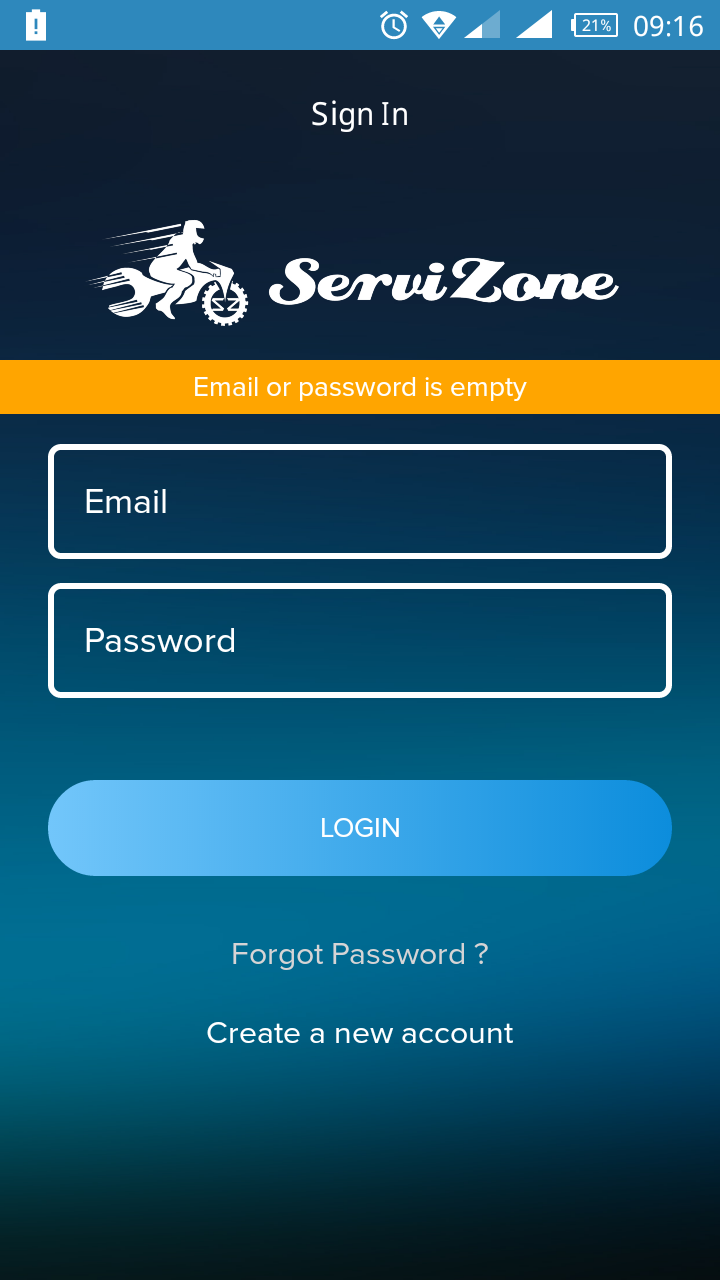 21% 09:16
Sign In
ServiZone
Email or password is empty
Email
Password
LOGIN
Forgot Password ?
Create a new account